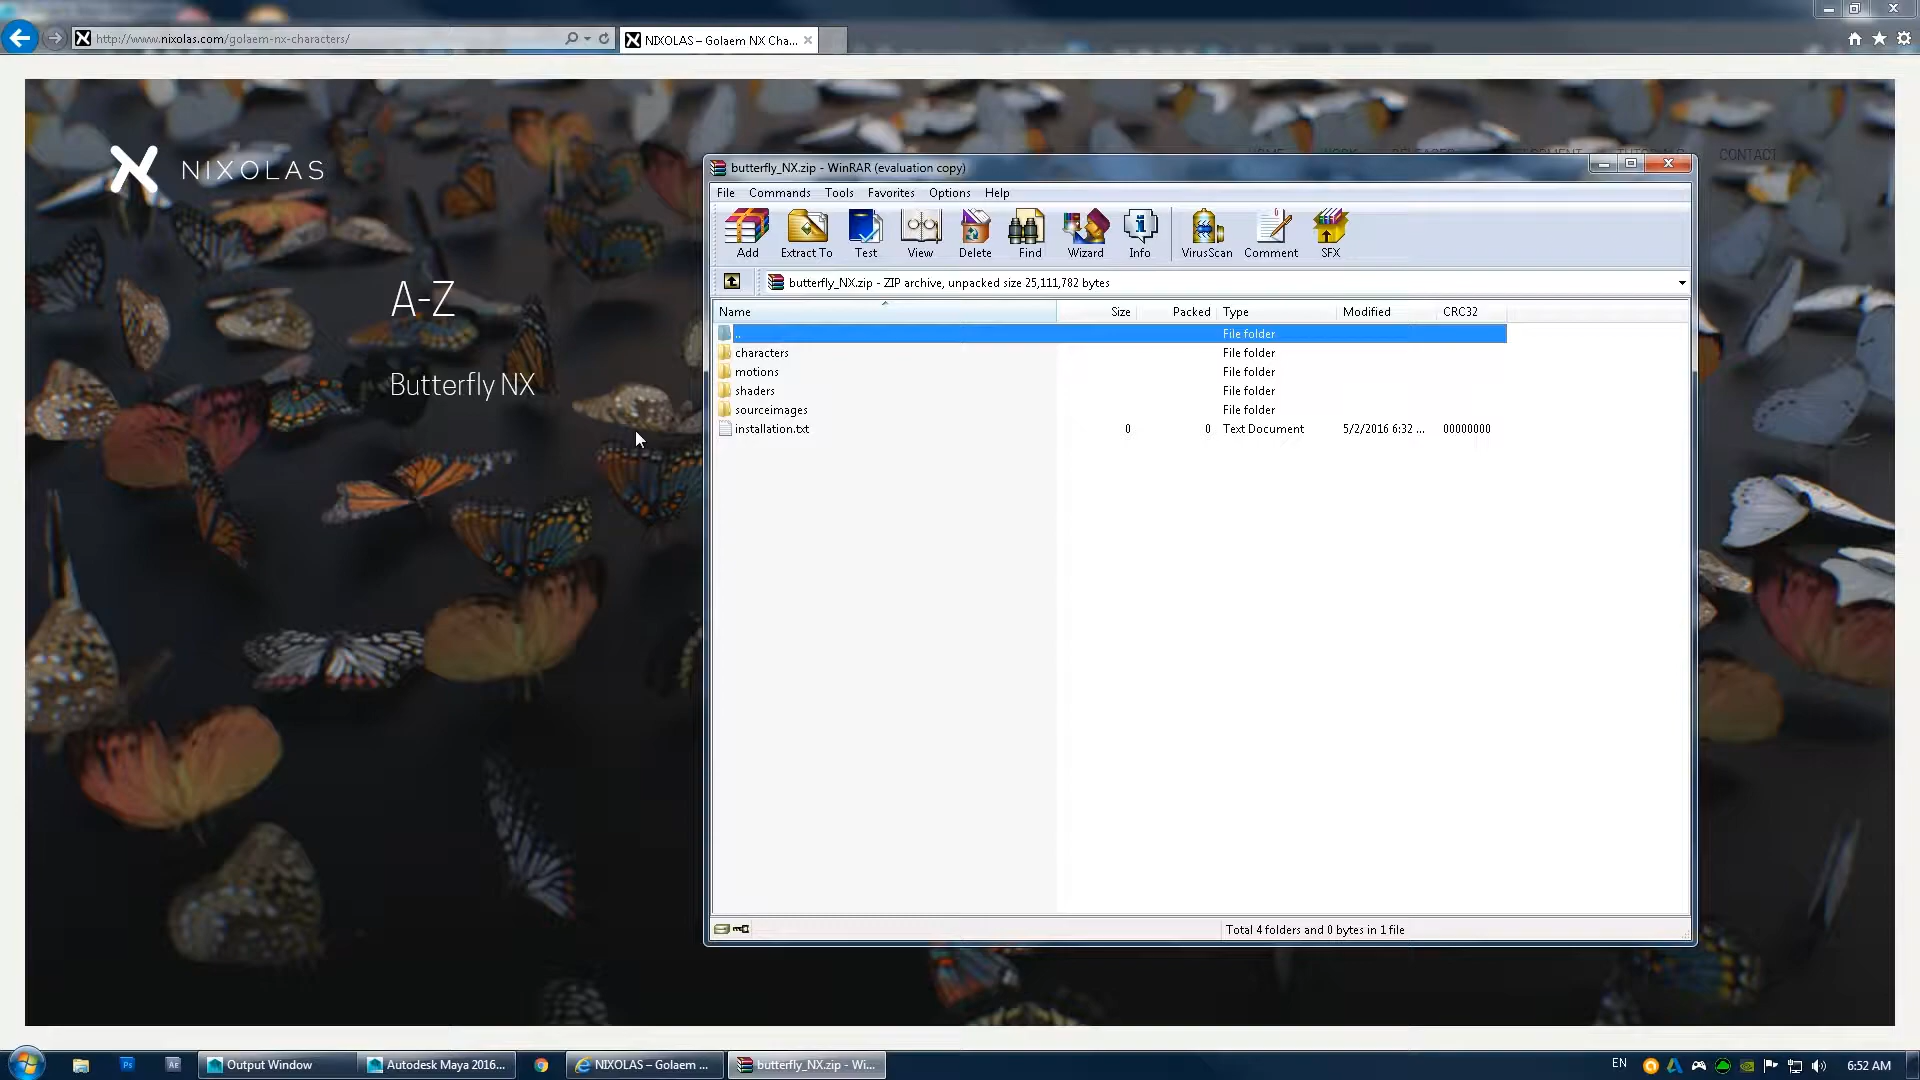 http://www.nixolas.com/golaem-nx-characters/
NIXOLAS – Golaem NX Cha...
NIXOLAS
CONTACT
A-Z
Butterfly NX
butterfly_NX.zip - WinRAR (evaluation copy)
File Commands Tools Favorites Options Help
Add Extract To Test View Delete Find Wizard Info VirusScan Comment SFX
butterfly_NX.zip - ZIP archive, unpacked size 25,111,782 bytes
Name Size Packed Type Modified CRC32
.. File folder
characters File folder
motions File folder
shaders File folder
sourceimages File folder
installation.txt 0 0 Text Document 5/2/2016 6:32 ... 00000000
Total 4 folders and 0 bytes in 1 file
Ps Ae Output Window Autodesk Maya 2016... NIXOLAS – Golaem ... butterfly_NX.zip - Wi... EN 6:52 AM